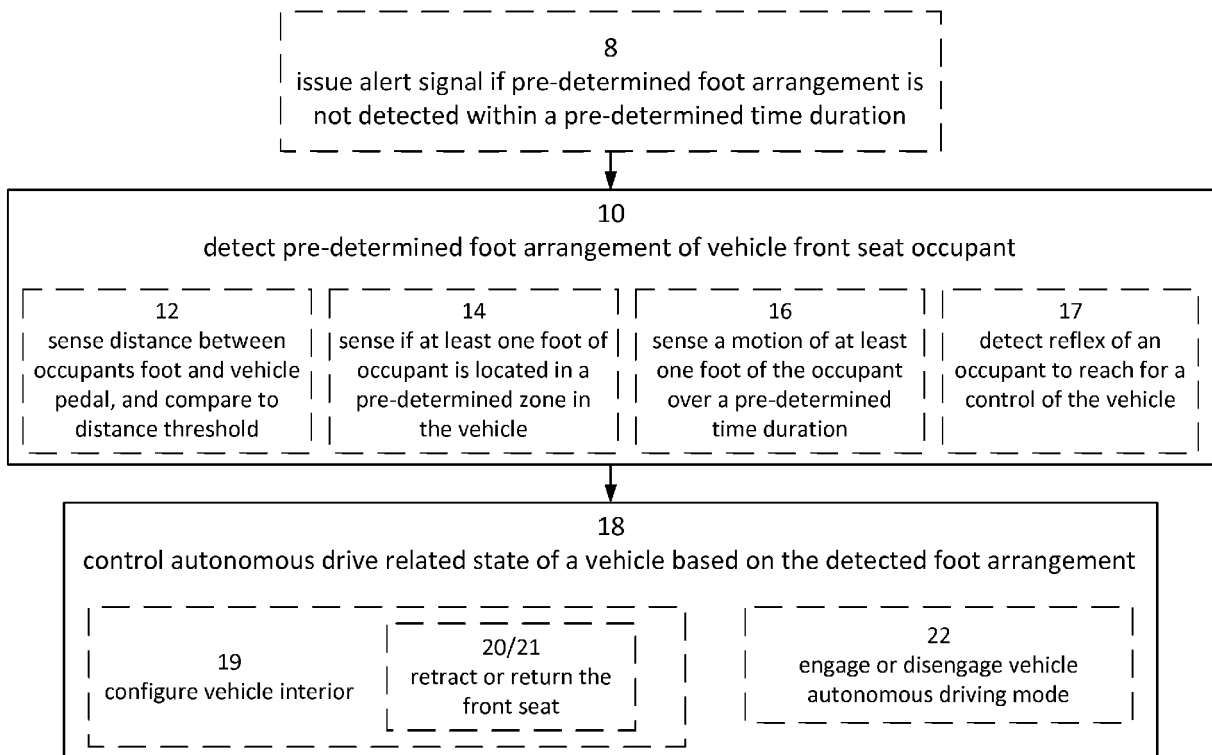 8
issue alert signal if pre-determined foot arrangement is
not detected within a pre-determined time duration
10
detect pre-determined foot arrangement of vehicle front seat occupant
12
sense distance between
occupants foot and vehicle
pedal, and compare to
distance threshold
14
sense if at least one foot of
occupant is located in a
pre-determined zone in
the vehicle
16
sense a motion of at least
one foot of the occupant
over a pre-determined
time duration
17
detect reflex of an
occupant to reach for a
control of the vehicle
18
control autonomous drive related state of a vehicle based on the detected foot arrangement
19
configure vehicle interior
20/21
retract or return the
front seat
22
engage or disengage vehicle
autonomous driving mode